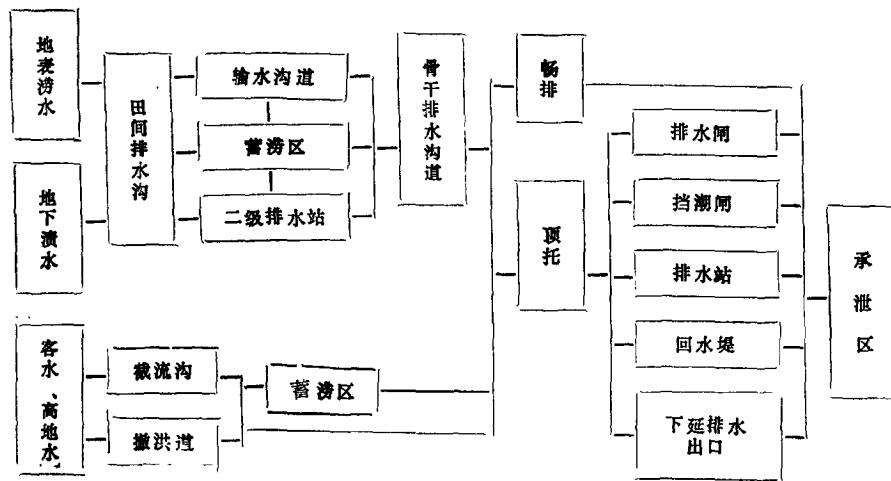 地表涝水
地下渍水
田间排水沟
输水沟道
蓄涝区
二级排水站
骨干排水沟道
畅排
顶托
排水闸
挡潮闸
排水站
回水堤
下延排水
出口
承泄区
客水、高地水
截流沟
撇洪道
蓄涝区